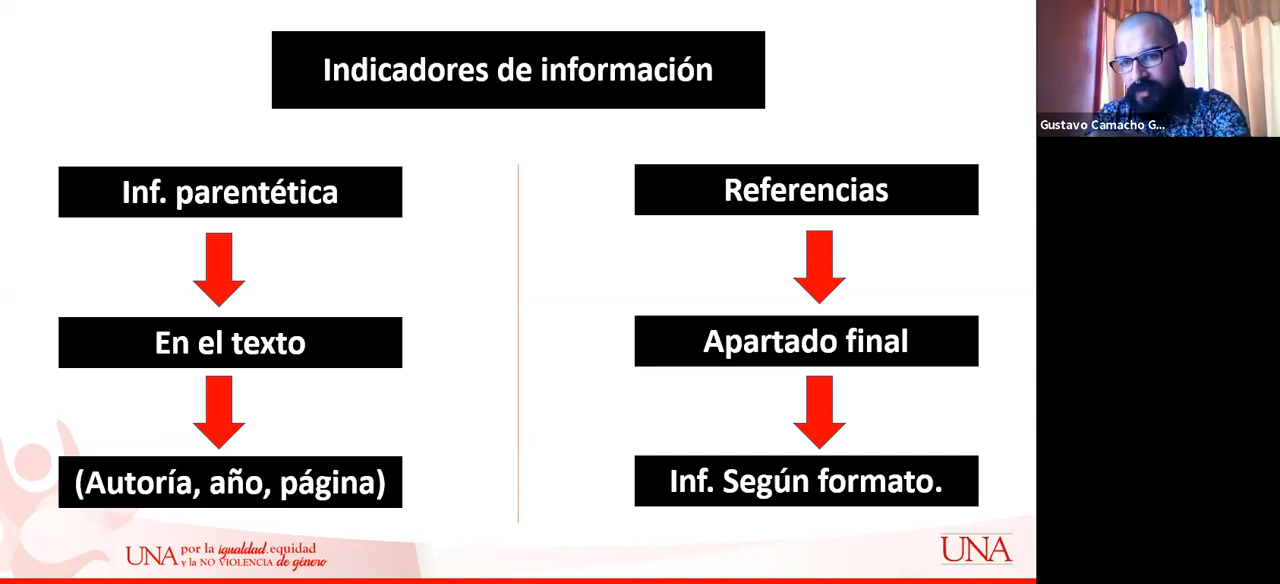 Indicadores de información
Inf. parentética
En el texto
(Autoría, año, página)
Referencias
Apartado final
Inf. Según formato.
UNA por la igualdad, equidad
y la NO VIOLENCIA de género
UNA
Gustavo Camacho G...